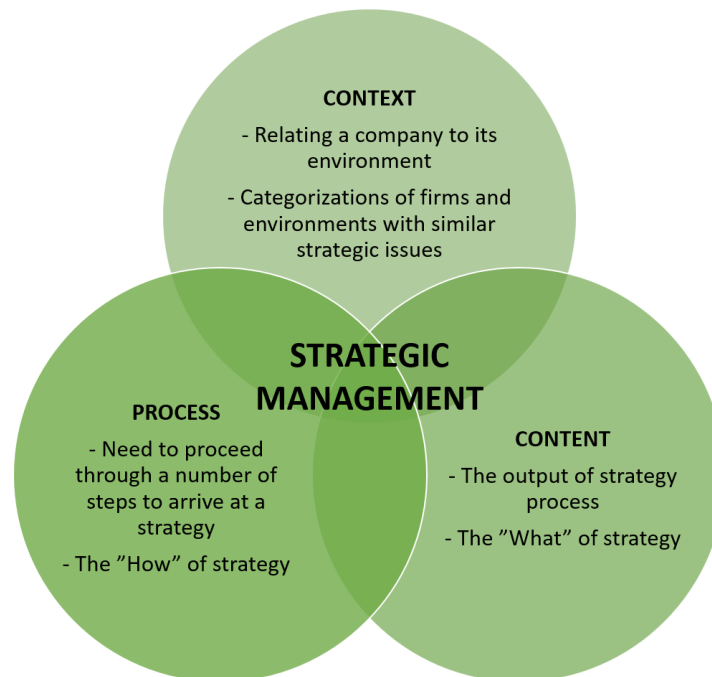 CONTEXT
- Relating a company to its
environment
- Categorizations of firms and
environments with similar
strategic issues
STRATEGIC
MANAGEMENT
PROCESS
- Need to proceed
through a number of
steps to arrive at a
strategy
- The ”How” of strategy
CONTENT
- The output of strategy
process
- The ”What” of strategy